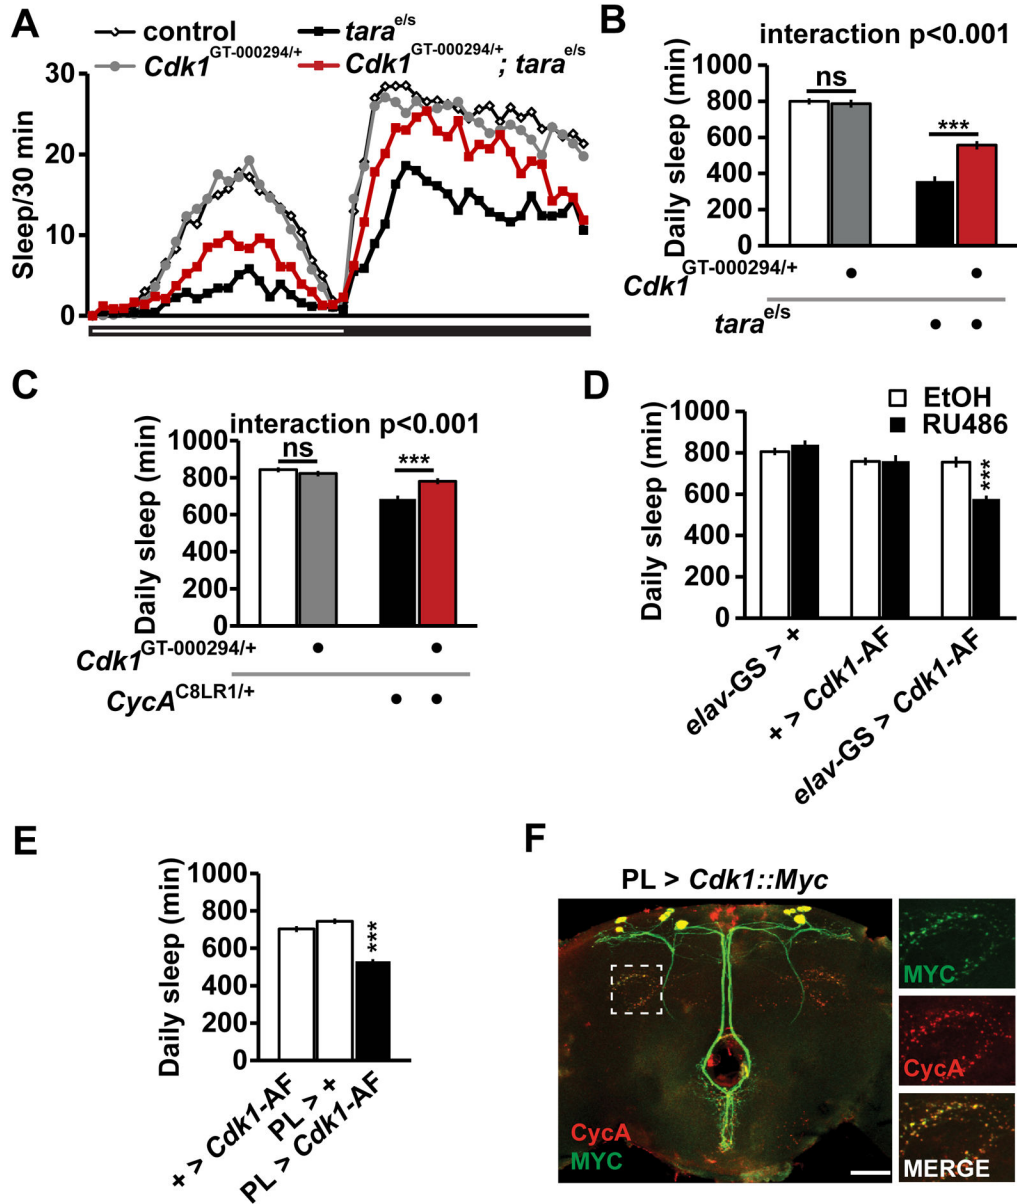 A
control
tara e/s
Cdk1 GT-000294/+
Cdk1 GT-000294/+ ; tara e/s
Sleep/30 min
30
20
10
0
B
interaction p<0.001
Daily sleep (min)
1000
800
600
400
200
0
ns
***
Cdk1 GT-000294/+
tara e/s
C
interaction p<0.001
Daily sleep (min)
1000
800
600
400
200
0
ns
***
Cdk1 GT-000294/+
CycA C8LR1/+
D
EtOH
RU486
Daily sleep (min)
1000
800
600
400
200
0
***
elav-GS > +
+ > Cdk1-AF
elav-GS > Cdk1-AF
E
Daily sleep (min)
1000
800
600
400
200
0
***
+ > Cdk1-AF
PL > +
PL > Cdk1-AF
F
PL > Cdk1::Myc
CycA
MYC
MYC
CycA
MERGE